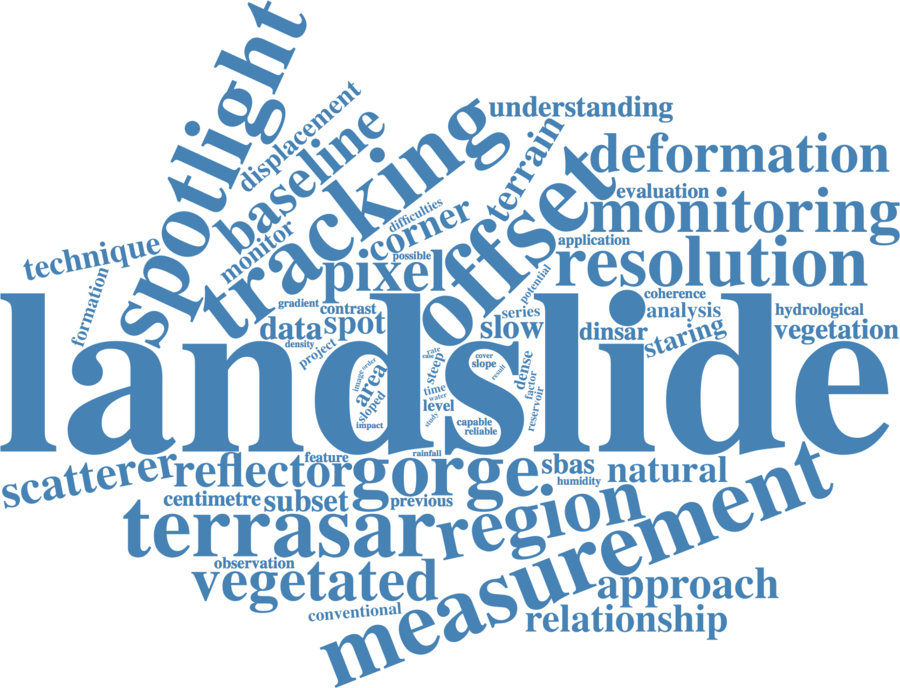 spotlight
displacement
understanding
baseline
tracking
terrain
deformation
technique
monitor
difficulties
corner
offset
evaluation
monitoring
formation
possible
pixel
application
resolution
potential
gradient
contrast
series
coherence
hydrological
data
spot
slow
dinsar
analysis
staring
vegetation
density
project
landslide
image
order
area
sloped
impact
rate
case
steep
time
water
level
study
cover
slope
result
capable
reliable
dense
factor
reservoir
scatterer
reflector
feature
rainfall
gorge
sbas
humidity
natural
centimetre
subset
previous
terrasar
region
measurement
observation
vegetated
approach
conventional
relationship